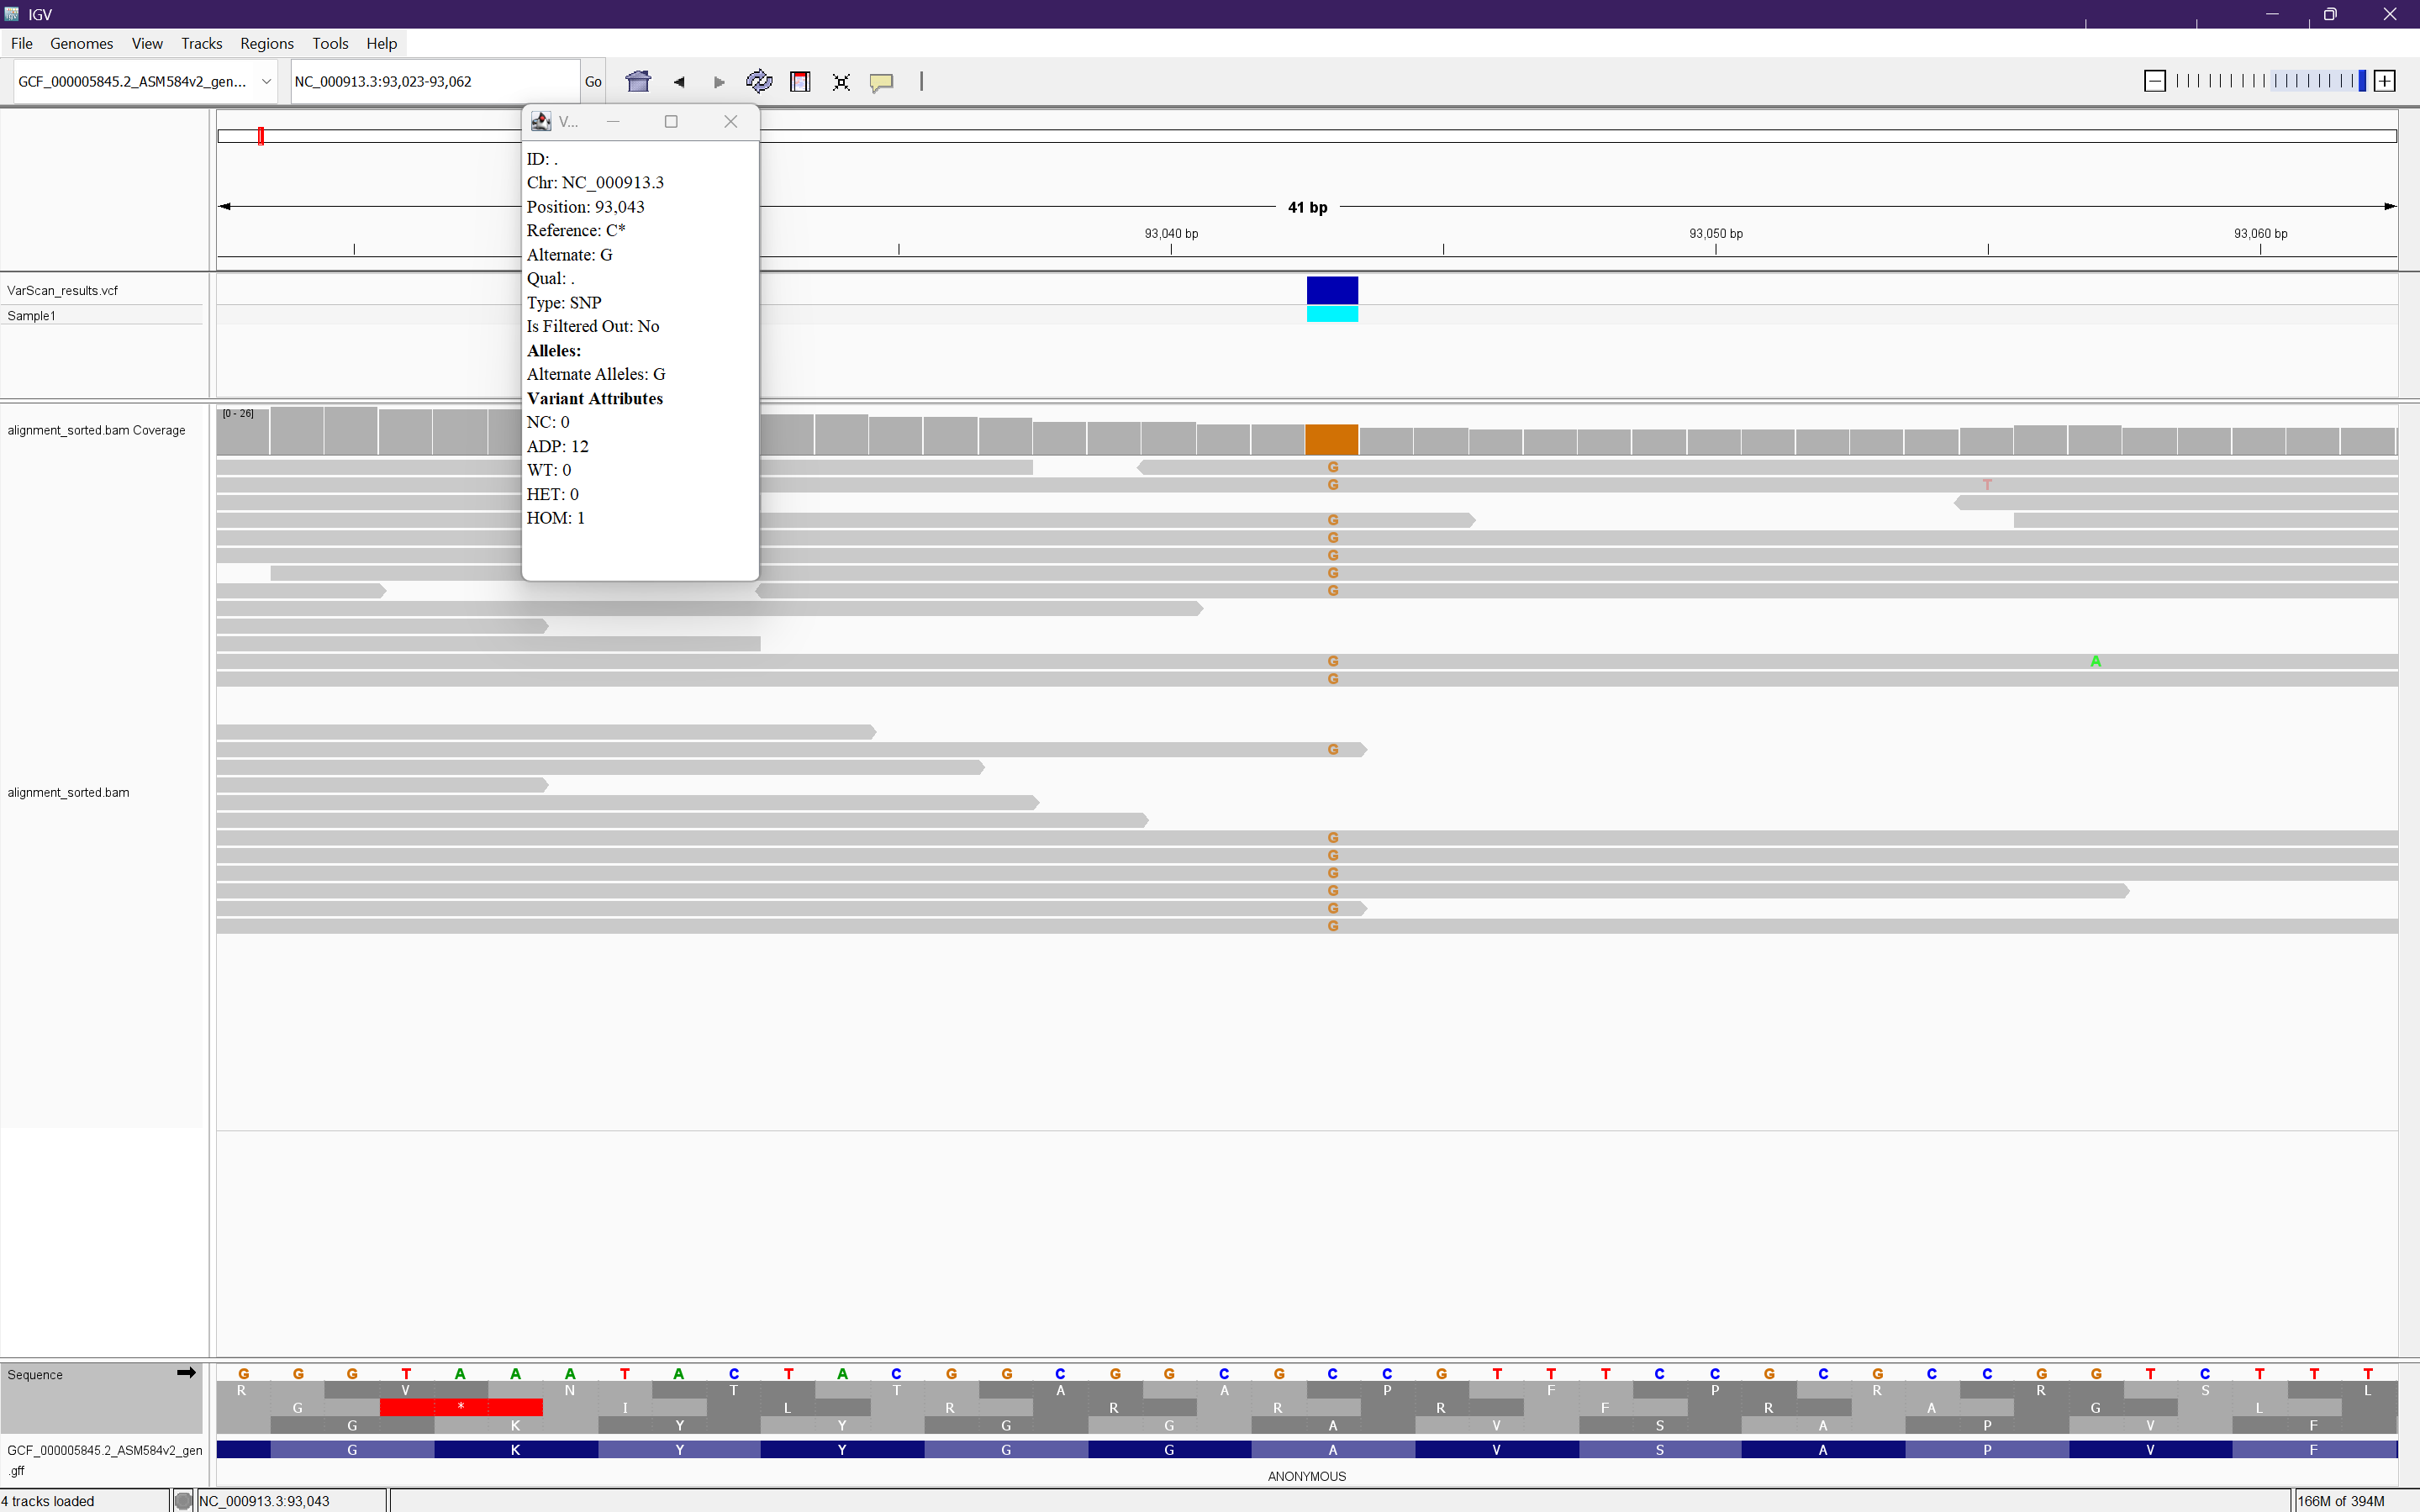 IGV
File Genomes View Tracks Regions Tools Help
GCF_000005845.2_ASM584v2_gen... NC_000913.3:93,023-93,062 Go
V...
ID: .
Chr: NC_000913.3
Position: 93,043
Reference: C*
Alternate: G
Qual: .
Type: SNP
Is Filtered Out: No
Alleles:
Alternate Alleles: G
Variant Attributes
NC: 0
ADP: 12
WT: 0
HET: 0
HOM: 1
41 bp
93,040 bp 93,050 bp 93,060 bp
VarScan_results.vcf
Sample1
[0 - 26]
alignment_sorted.bam Coverage
G
G T
G
G
G
G
G
G A
G
G
alignment_sorted.bam
G
G
G
G
G
G
Sequence G G G T A A A T A C T A C G G C G G C G C C G T T T C C G C G C C G G T C T T T
R V N T T A A P F P R R S L
G * I L R R R R F R A G L
G K Y Y G G A V S A P V F
GCF_000005845.2_ASM584v2_gen
.gff
G K Y Y G G A V S A P V F
ANONYMOUS
4 tracks loaded NC_000913.3:93,043 166M of 394M